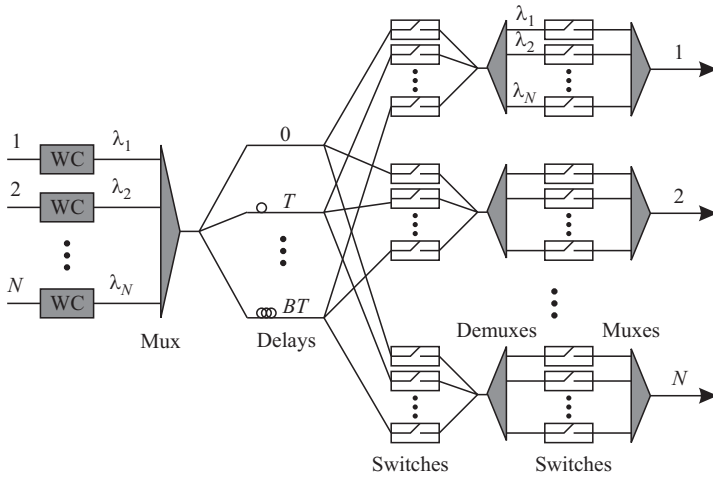 λ1
λ2
λN
1
1
WC
λ1
2
WC
λ2
N
WC
λN
Mux
0
T
BT
Delays
2
Demuxes
Muxes
N
Switches
Switches